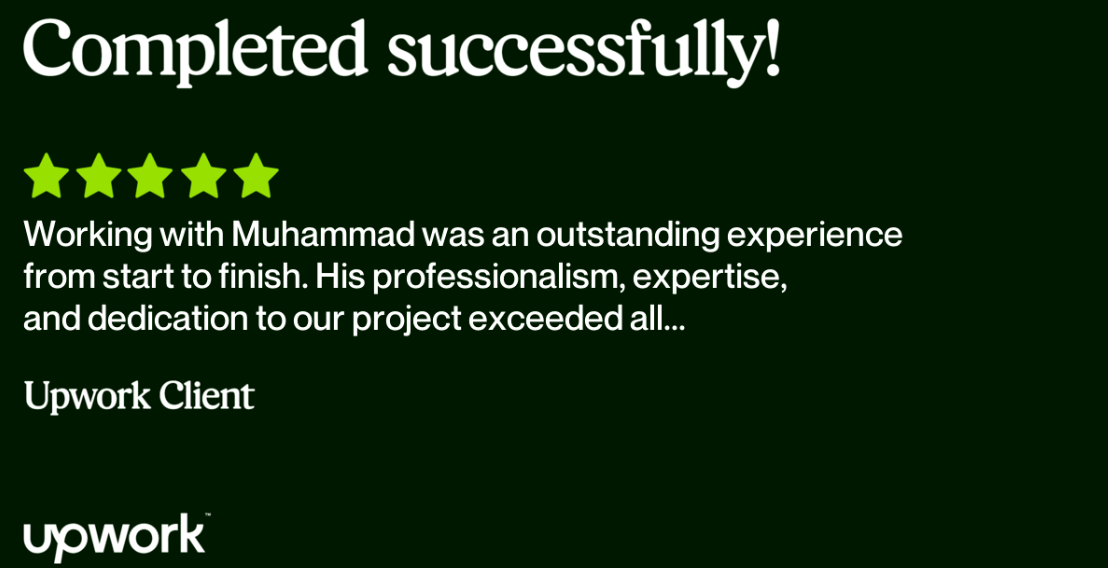 Completed successfully!
Working with Muhammad was an outstanding experience
from start to finish. His professionalism, expertise,
and dedication to our project exceeded all...
Upwork Client
upwork™